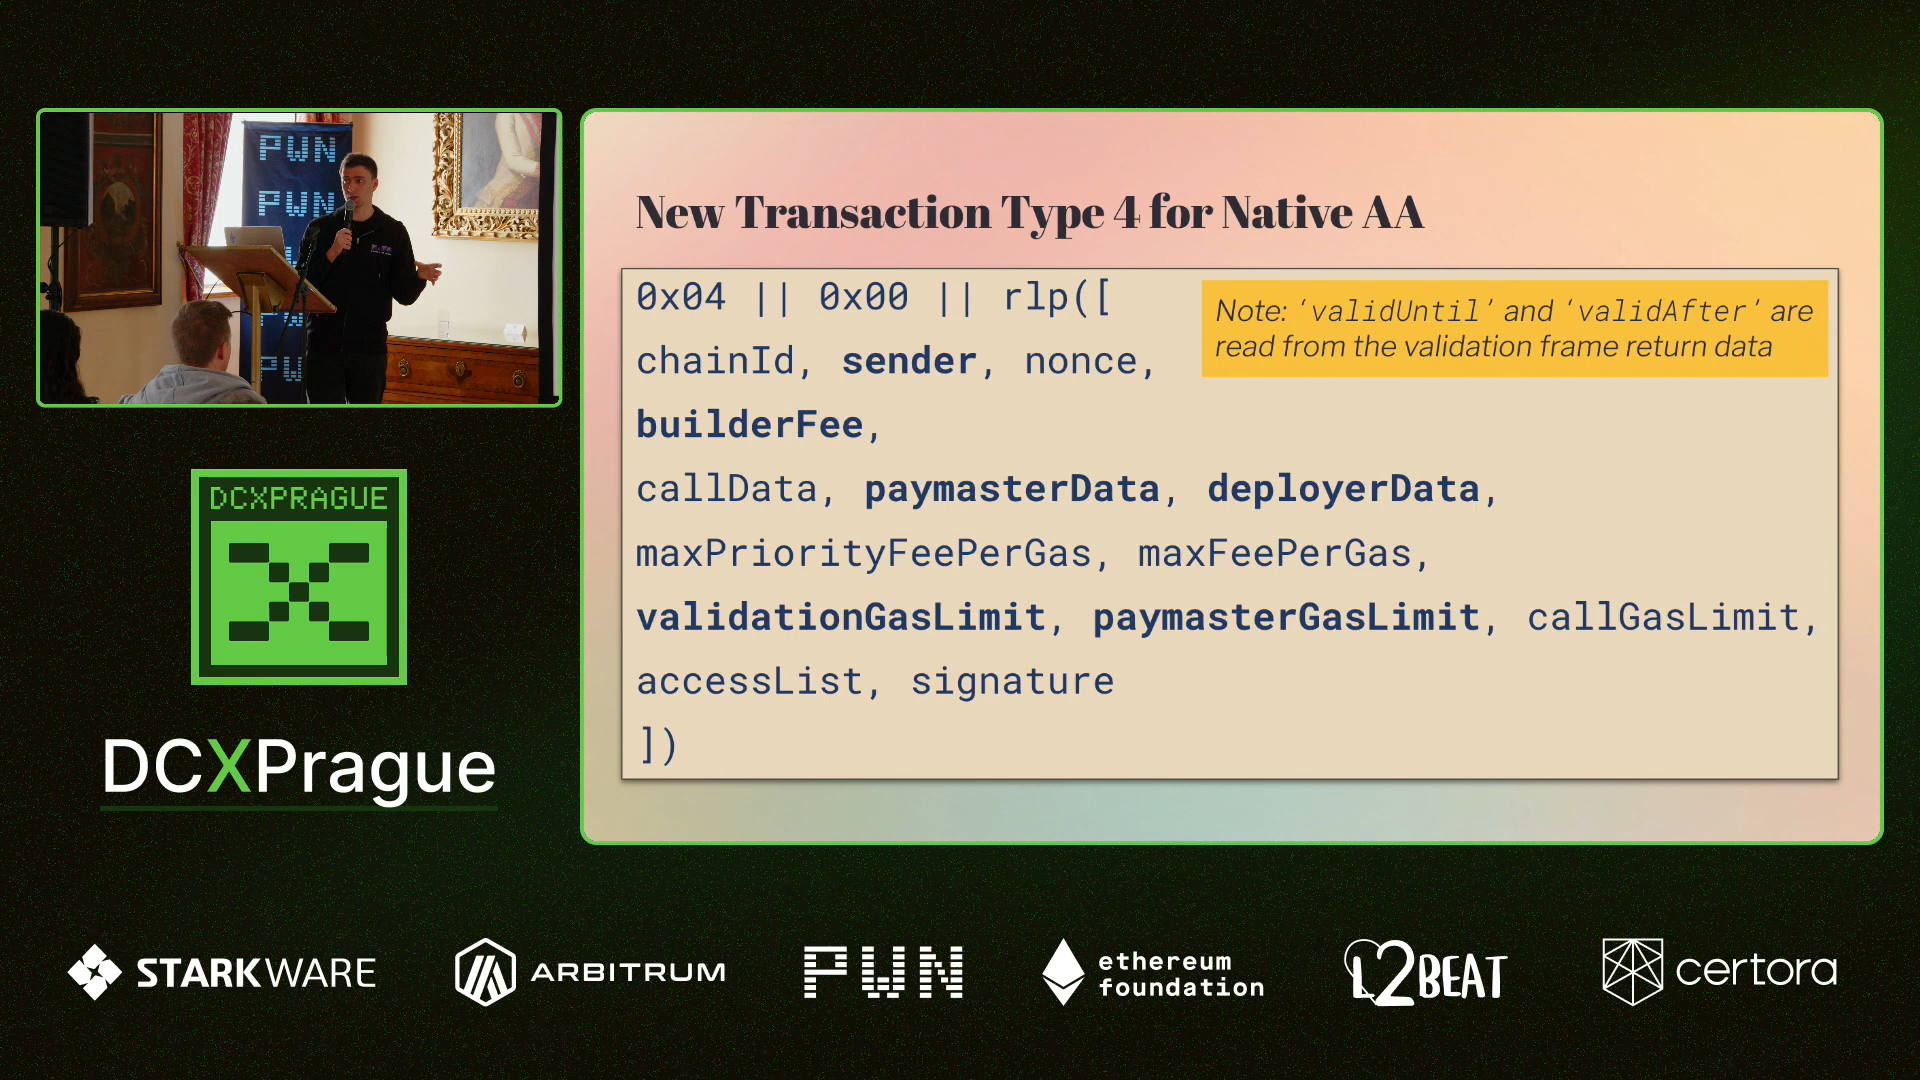 PWN
PWN
PWN
PWN
New Transaction Type 4 for Native AA
0x04 || 0x00 || rlp([
chainId, sender, nonce,
builderFee,
callData, paymasterData, deployerData,
maxPriorityFeePerGas, maxFeePerGas,
validationGasLimit, paymasterGasLimit, callGasLimit,
accessList, signature
])
Note: ‘validUntil’ and ‘validAfter’ are
read from the validation frame return data
DCXPRAGUE
DCXPrague
STARKWARE
ARBITRUM
PWN
ethereum
foundation
L2BEAT
certora